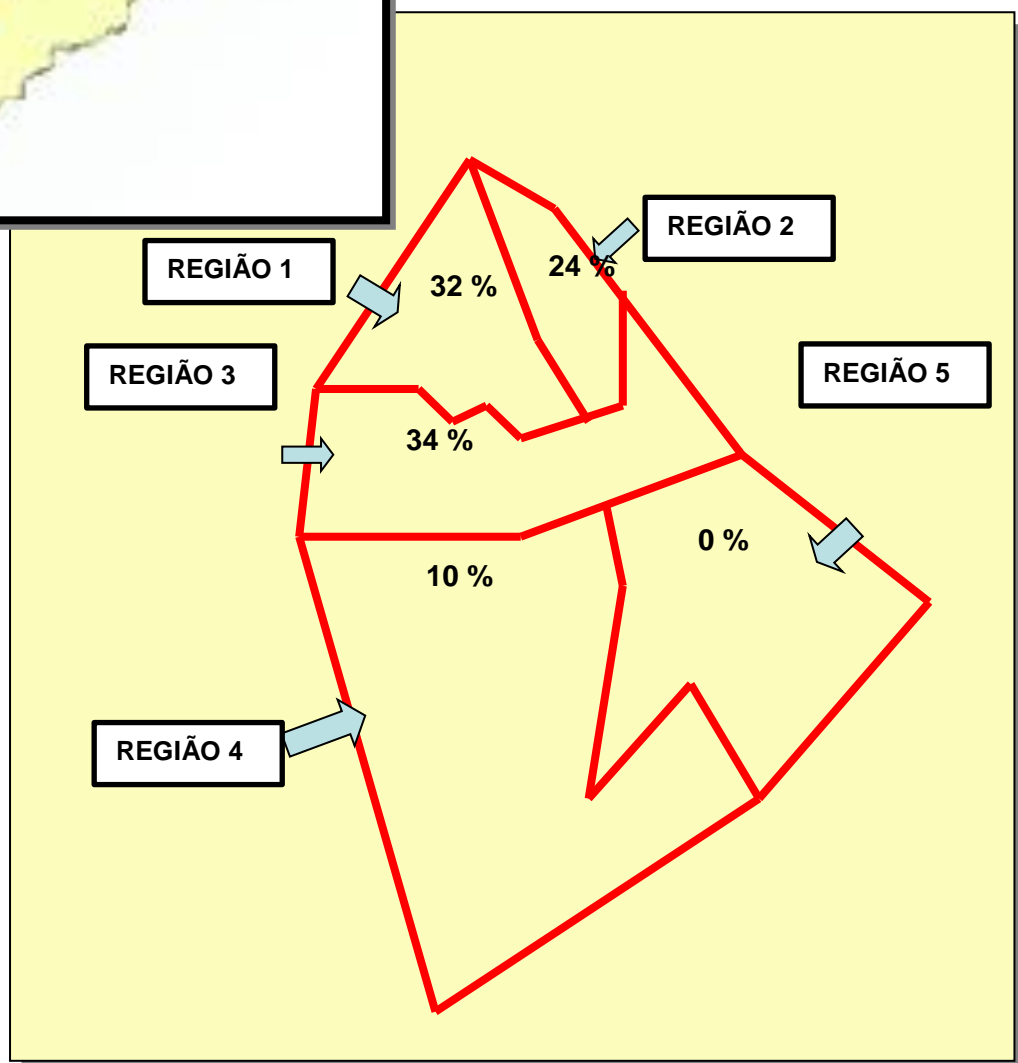 REGIÃO 2
REGIÃO 1
24 %
32 %
REGIÃO 3
REGIÃO 5
34 %
0 %
10 %
REGIÃO 4